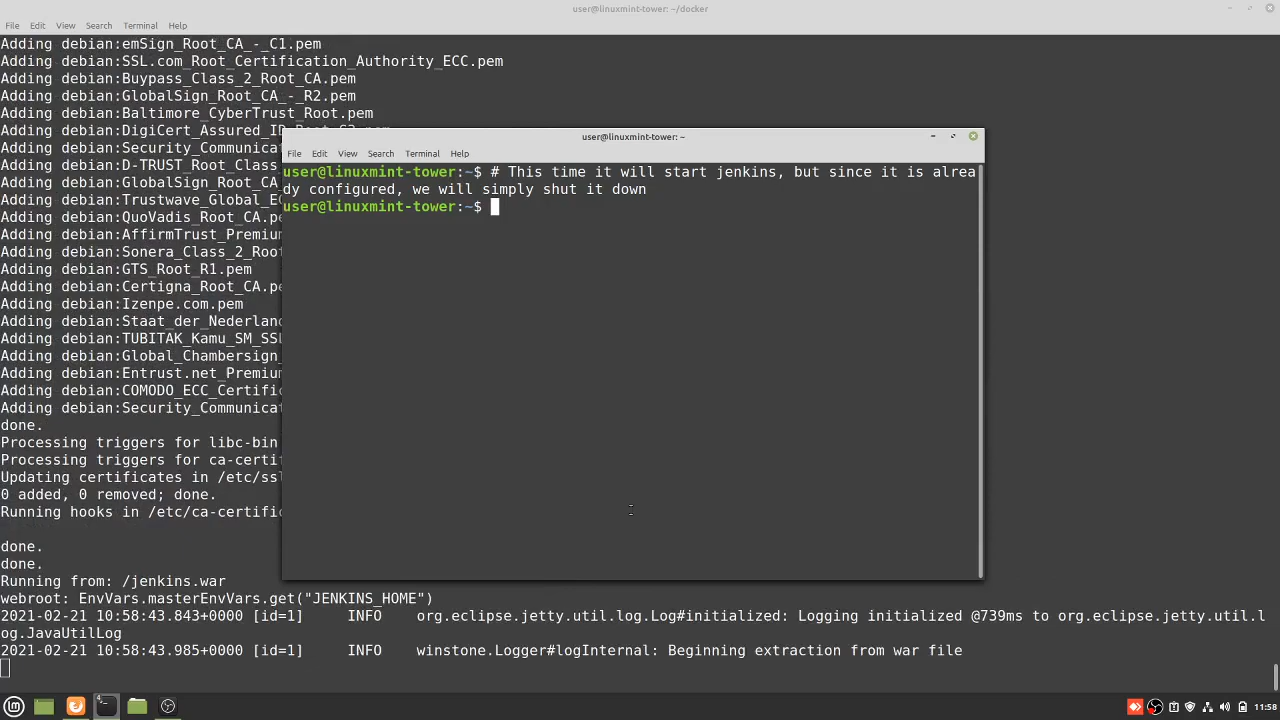 user@linuxmint-tower: ~/docker
File Edit View Search Terminal Help
Adding debian:emSign_Root_CA_-_C1.pem
Adding debian:SSL.com_Root_Certification_Authority_ECC.pem
Adding debian:Buypass_Class_2_Root_CA.pem
Adding debian:GlobalSign_Root_CA_-_R2.pem
Adding debian:Baltimore_CyberTrust_Root.pem
Adding debian:DigiCert_Assured_ID_Root_G3.pem
Adding debian:Security_Communicat
Adding debian:D-TRUST_Root_Class_
Adding debian:GlobalSign_Root_CA.
Adding debian:Trustwave_Global_EC
Adding debian:QuoVadis_Root_CA.p
Adding debian:AffirmTrust_Premium
Adding debian:Sonera_Class_2_Root
Adding debian:GTS_Root_R1.pem
Adding debian:Certigna_Root_CA.pe
Adding debian:Izenpe.com.pem
Adding debian:Staat_der_Nederland
Adding debian:TUBITAK_Kamu_SM_SSL
Adding debian:Global_Chambersign_
Adding debian:Entrust.net_Premium
Adding debian:COMODO_ECC_Certific
Adding debian:Security_Communicat
done.
Processing triggers for libc-bin
Processing triggers for ca-certif
Updating certificates in /etc/ssl
0 added, 0 removed; done.
Running hooks in /etc/ca-certific
done.
done.
Running from: /jenkins.war
webroot: EnvVars.masterEnvVars.get("JENKINS_HOME")
2021-02-21 10:58:43.843+0000 [id=1] INFO org.eclipse.jetty.util.log.Log#initialized: Logging initialized @739ms to org.eclipse.jetty.util.l
og.JavaUtilLog
2021-02-21 10:58:43.985+0000 [id=1] INFO winstone.Logger#logInternal: Beginning extraction from war file
user@linuxmint-tower: ~
File Edit View Search Terminal Help
user@linuxmint-tower:~$ # This time it will start jenkins, but since it is alrea
dy configured, we will simply shut it down
user@linuxmint-tower:~$
11:58